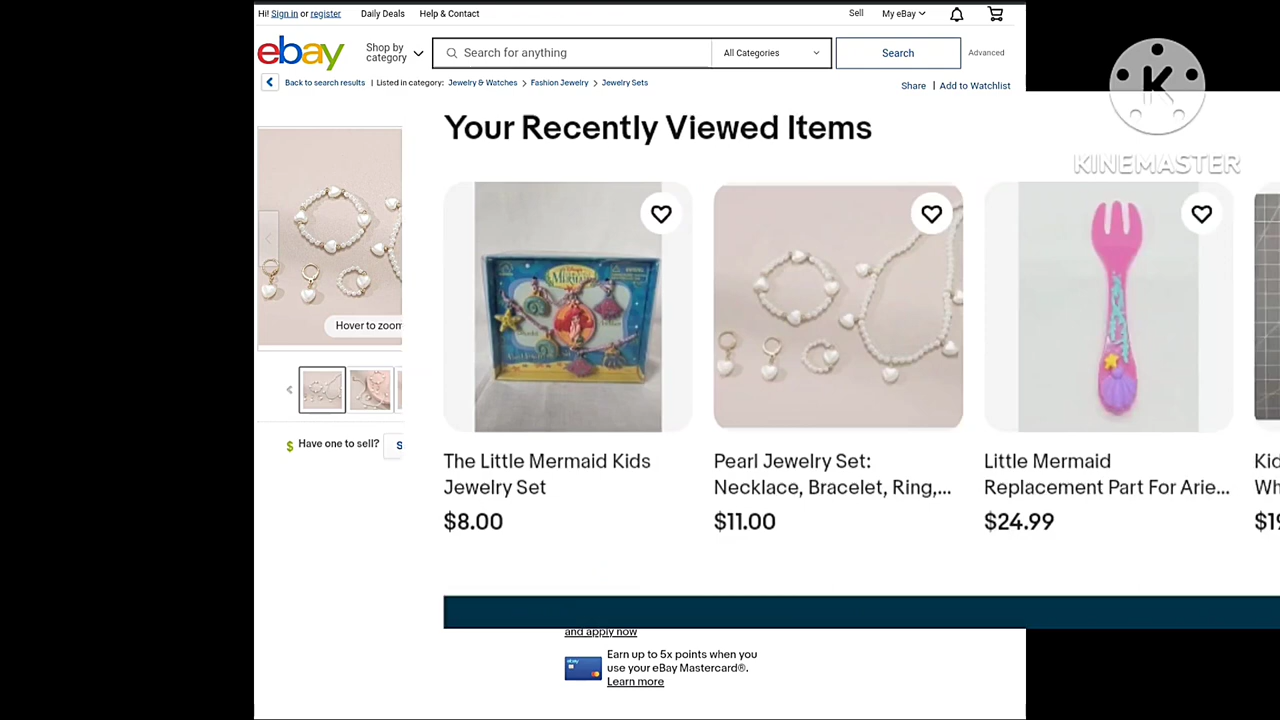 Hi! Sign in or register
Daily Deals
Help & Contact
Sell
My eBay
ebay
Shop by
category
Search for anything
All Categories
Search
Advanced
Back to search results
| Listed in category:
Jewelry & Watches
Fashion Jewelry
Jewelry Sets
Share
| Add to Watchlist
KINEMASTER
Your Recently Viewed Items
Hover to zoom
Have one to sell?
S
The Little Mermaid Kids
Jewelry Set
$8.00
Pearl Jewelry Set:
Necklace, Bracelet, Ring,...
$11.00
Little Mermaid
Replacement Part For Arie...
$24.99
Kid
Wh
$19
and apply now
Earn up to 5x points when you
use your eBay Mastercard®.
Learn more